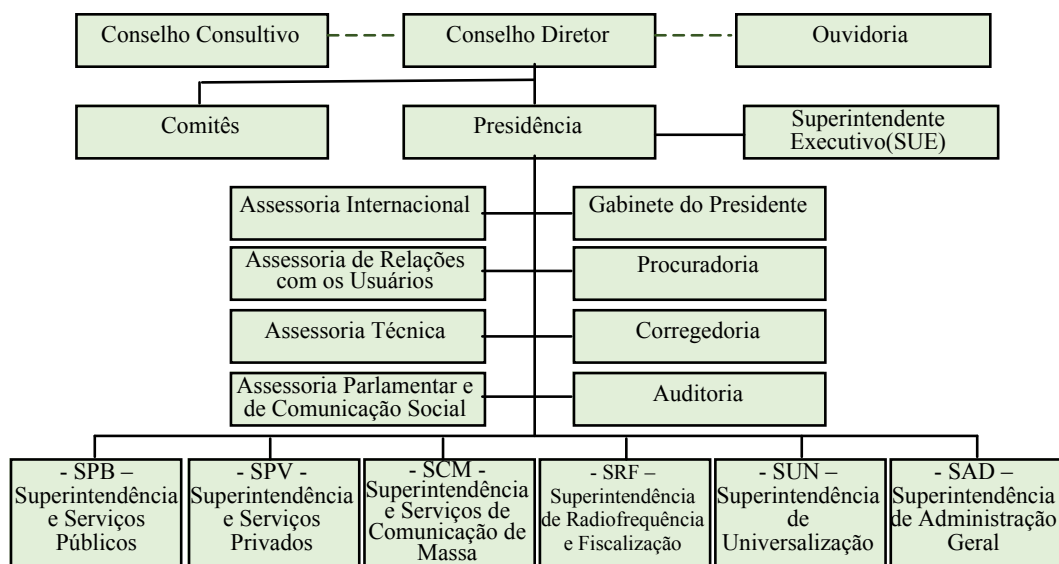 Conselho Consultivo
Conselho Diretor
Ouvidoria
Comitês
Presidência
Superintendente
Executivo(SUE)
Assessoria Internacional
Gabinete do Presidente
Assessoria de Relações
com os Usuários
Procuradoria
Assessoria Técnica
Corregedoria
Assessoria Parlamentar e
de Comunicação Social
Auditoria
- SPB –
Superintendência
e Serviços
Públicos
- SPV -
Superintendência
e Serviços
Privados
- SCM -
Superintendência
e Serviços de
Comunicação de
Massa
- SRF –
Superintendência
de Radiofrequência
e Fiscalização
- SUN –
Superintendência
de
Universalização
- SAD –
Superintendência
de Administração
Geral